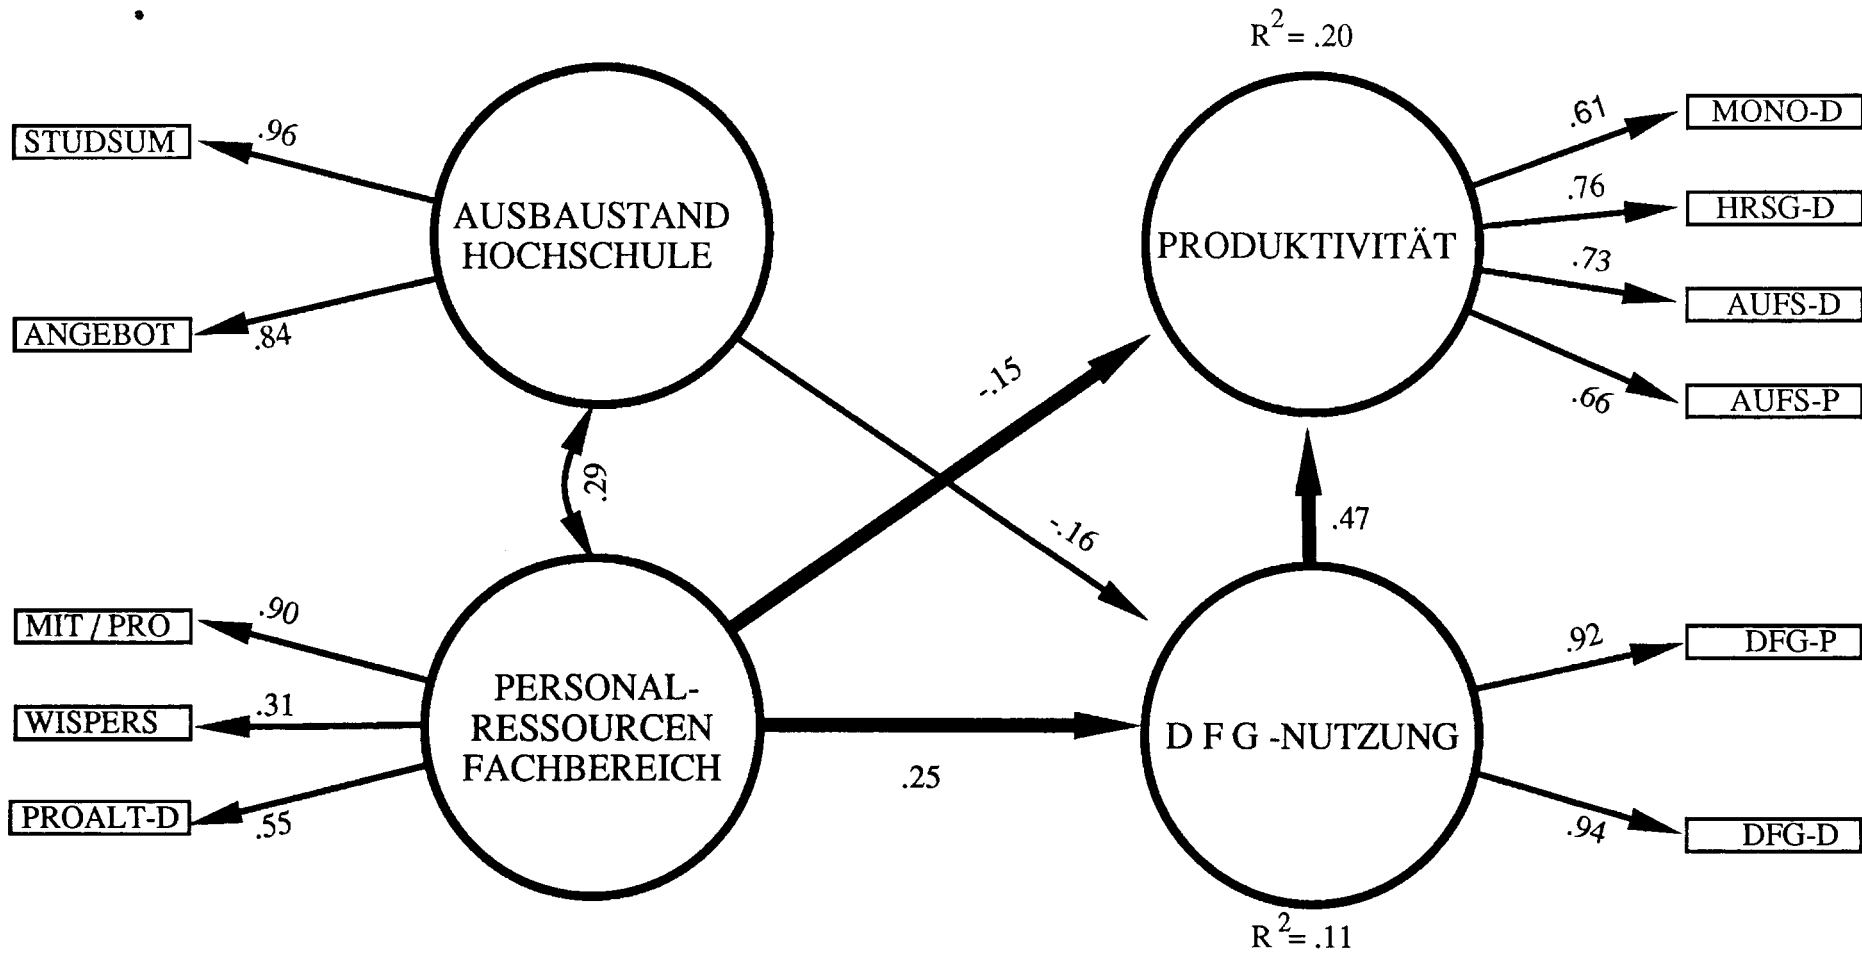 R² = .20
STUDSUM
.96
AUSBAUSTAND
HOCHSCHULE
ANGEBOT
.84
PRODUKTIVITÄT
.61
MONO-D
.76
HRSG-D
.73
AUFS-D
.66
AUFS-P
-.15
.29
-.16
.47
MIT / PRO
.90
WISPERS
.31
PROALT-D
.55
PERSONAL-
RESSOURCEN
FACHBEREICH
.25
D F G -NUTZUNG
.92
DFG-P
.94
DFG-D
R² = .11